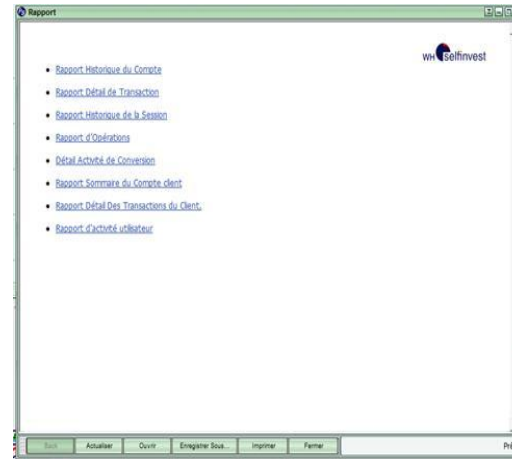 Rapport
WH selfinvest
Rapport Historique du Compte
Rapport Détail de Transaction
Rapport Historique de la Session
Rapport d'Opérations
Détail Activité de Conversion
Rapport Sommaire du Compte client
Rapport Détail Des Transactions du Client.
Rapport d'activité utilisateur
Back Actualiser Ouvrir Enregistrer Sous... Imprimer Fermer Prê